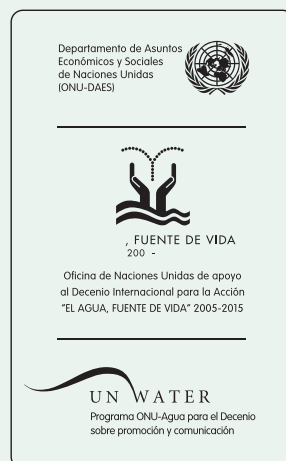 Departamento de Asuntos
Económicos y Sociales
de Naciones Unidas
(ONU-DAES)
, FUENTE DE VIDA
200 -
Oficina de Naciones Unidas de apoyo
al Decenio Internacional para la Acción
"EL AGUA, FUENTE DE VIDA" 2005-2015
UN WATER
Programa ONU-Agua para el Decenio
sobre promoción y comunicación